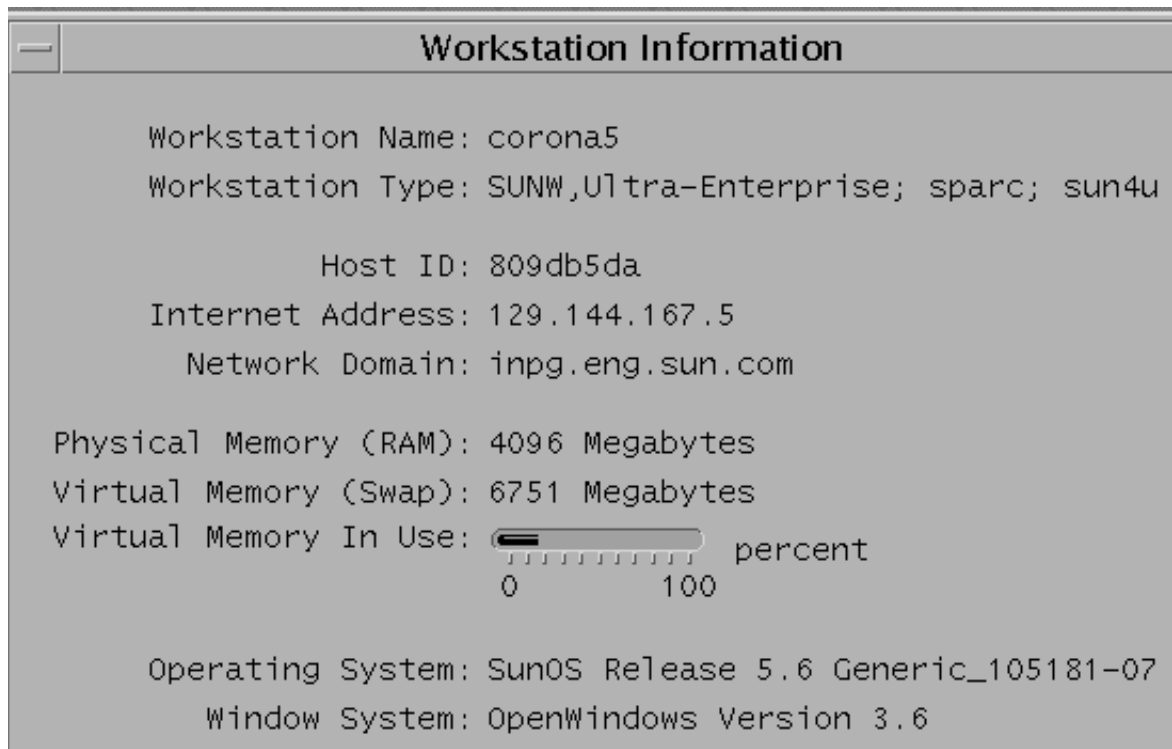 Workstation Information
Workstation Name: corona5
Workstation Type: SUNW,Ultra-Enterprise; sparc; sun4u
Host ID: 809db5da
Internet Address: 129.144.167.5
Network Domain: inpg.eng.sun.com
Physical Memory (RAM): 4096 Megabytes
Virtual Memory (Swap): 6751 Megabytes
Virtual Memory In Use: percent
0 100
Operating System: SunOS Release 5.6 Generic_105181-07
Window System: OpenWindows Version 3.6